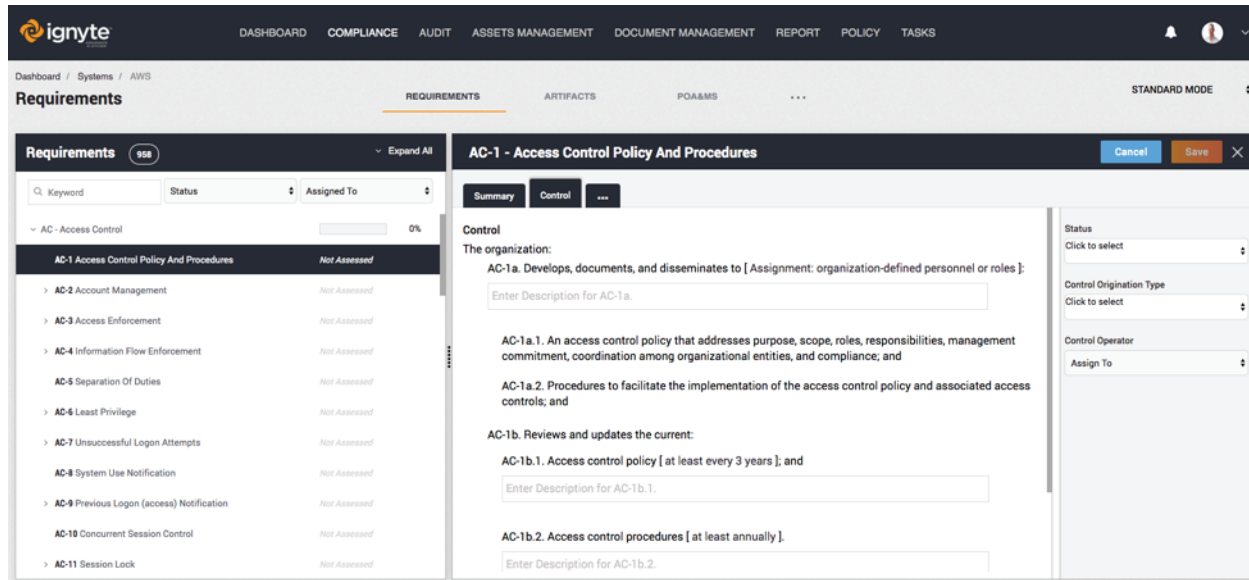 ignyte
DASHBOARD COMPLIANCE AUDIT ASSETS MANAGEMENT DOCUMENT MANAGEMENT REPORT POLICY TASKS
Dashboard / Systems / AWS
Requirements
REQUIREMENTS ARTIFACTS POA&MS ...
STANDARD MODE
Requirements 958 Expand All
Keyword Status Assigned To
AC - Access Control 0%
AC-1 Access Control Policy And Procedures Not Assessed
AC-2 Account Management Not Assessed
AC-3 Access Enforcement Not Assessed
AC-4 Information Flow Enforcement Not Assessed
AC-5 Separation Of Duties Not Assessed
AC-6 Least Privilege Not Assessed
AC-7 Unsuccessful Logon Attempts Not Assessed
AC-8 System Use Notification Not Assessed
AC-9 Previous Logon (access) Notification Not Assessed
AC-10 Concurrent Session Control Not Assessed
AC-11 Session Lock Not Assessed
AC-1 - Access Control Policy And Procedures Cancel Save
Summary Control ...
Control
The organization:
AC-1a. Develops, documents, and disseminates to [ Assignment: organization-defined personnel or roles ]:
Enter Description for AC-1a.
AC-1a.1. An access control policy that addresses purpose, scope, roles, responsibilities, management
commitment, coordination among organizational entities, and compliance; and
AC-1a.2. Procedures to facilitate the implementation of the access control policy and associated access
controls; and
AC-1b. Reviews and updates the current:
AC-1b.1. Access control policy [ at least every 3 years ]; and
Enter Description for AC-1b.1.
AC-1b.2. Access control procedures [ at least annually ].
Enter Description for AC-1b.2.
Status
Click to select
Control Origination Type
Click to select
Control Operator
Assign To